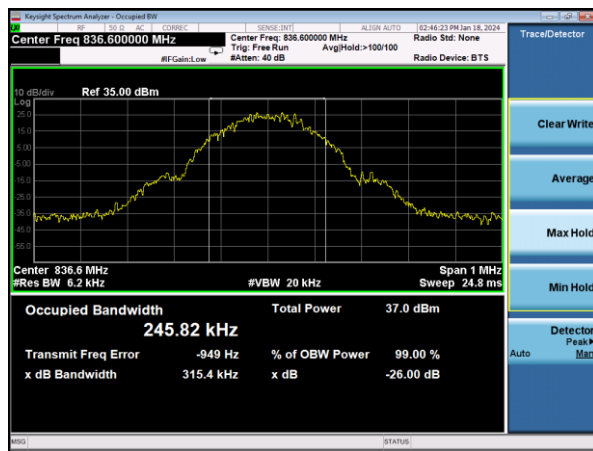 Keysight Spectrum Analyzer - Occupied BW
RF 50 Ω AC CORREC SENSE:INT ALIGN AUTO 02:46:23 PM Jan 18, 2024
Center Freq 836.600000 MHz
Center Freq: 836.600000 MHz
Radio Std: None
Trig: Free Run Avg|Hold:>100/100
#IFGain:Low #Atten: 40 dB Radio Device: BTS
10 dB/div Ref 35.00 dBm
Log
25.0
15.0
5.00
-5.00
-15.0
-25.0
-35.0
-45.0
-55.0
Center 836.6 MHz Span 1 MHz
#Res BW 6.2 kHz #VBW 20 kHz Sweep 24.8 ms
Occupied Bandwidth Total Power 37.0 dBm
245.82 kHz
Transmit Freq Error -949 Hz % of OBW Power 99.00 %
x dB Bandwidth 315.4 kHz x dB -26.00 dB
MSG STATUS
Trace/Detector
Clear Write
Average
Max Hold
Min Hold
Detector
Peak
Auto Man